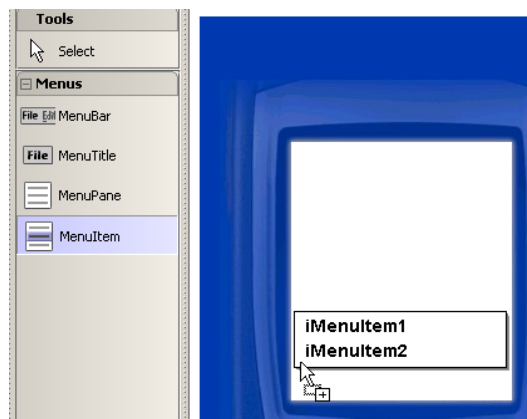 Tools
Select
Menus
File Edit MenuBar
File MenuTitle
MenuPane
MenuItem
iMenuItem1
iMenuItem2